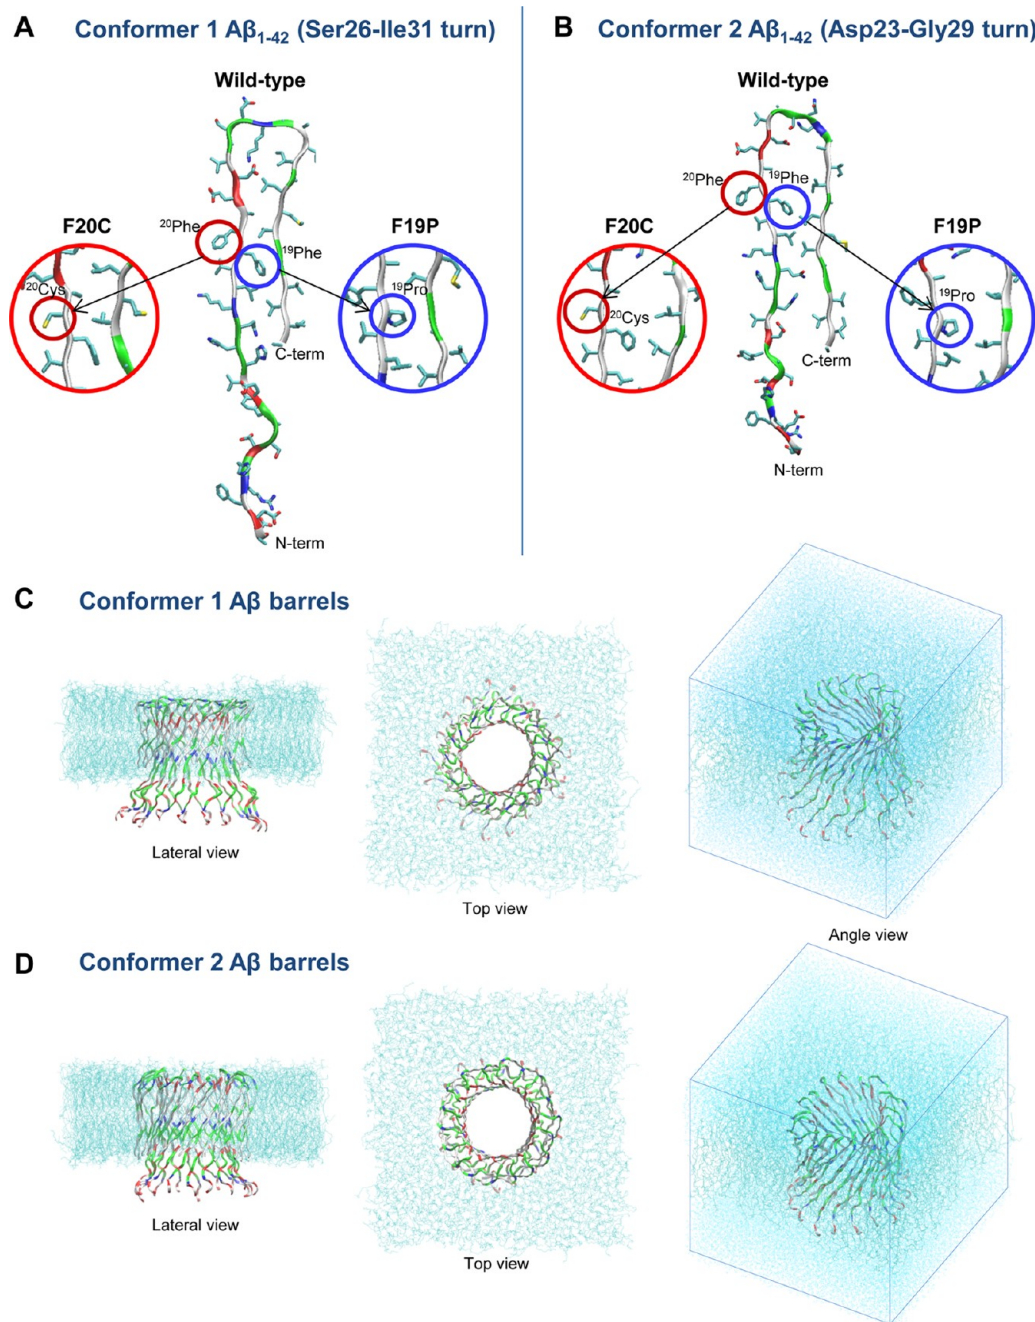 A Conformer 1 Aβ₁₋₄₂ (Ser26-Ile31 turn)
Wild-type
²⁰Phe
¹⁹Phe
F20C
²⁰Cys
F19P
¹⁹Pro
C-term
N-term
B Conformer 2 Aβ₁₋₄₂ (Asp23-Gly29 turn)
Wild-type
²⁰Phe
¹⁹Phe
F20C
²⁰Cys
F19P
¹⁹Pro
C-term
N-term
C Conformer 1 Aβ barrels
Lateral view
Top view
Angle view
D Conformer 2 Aβ barrels
Lateral view
Top view